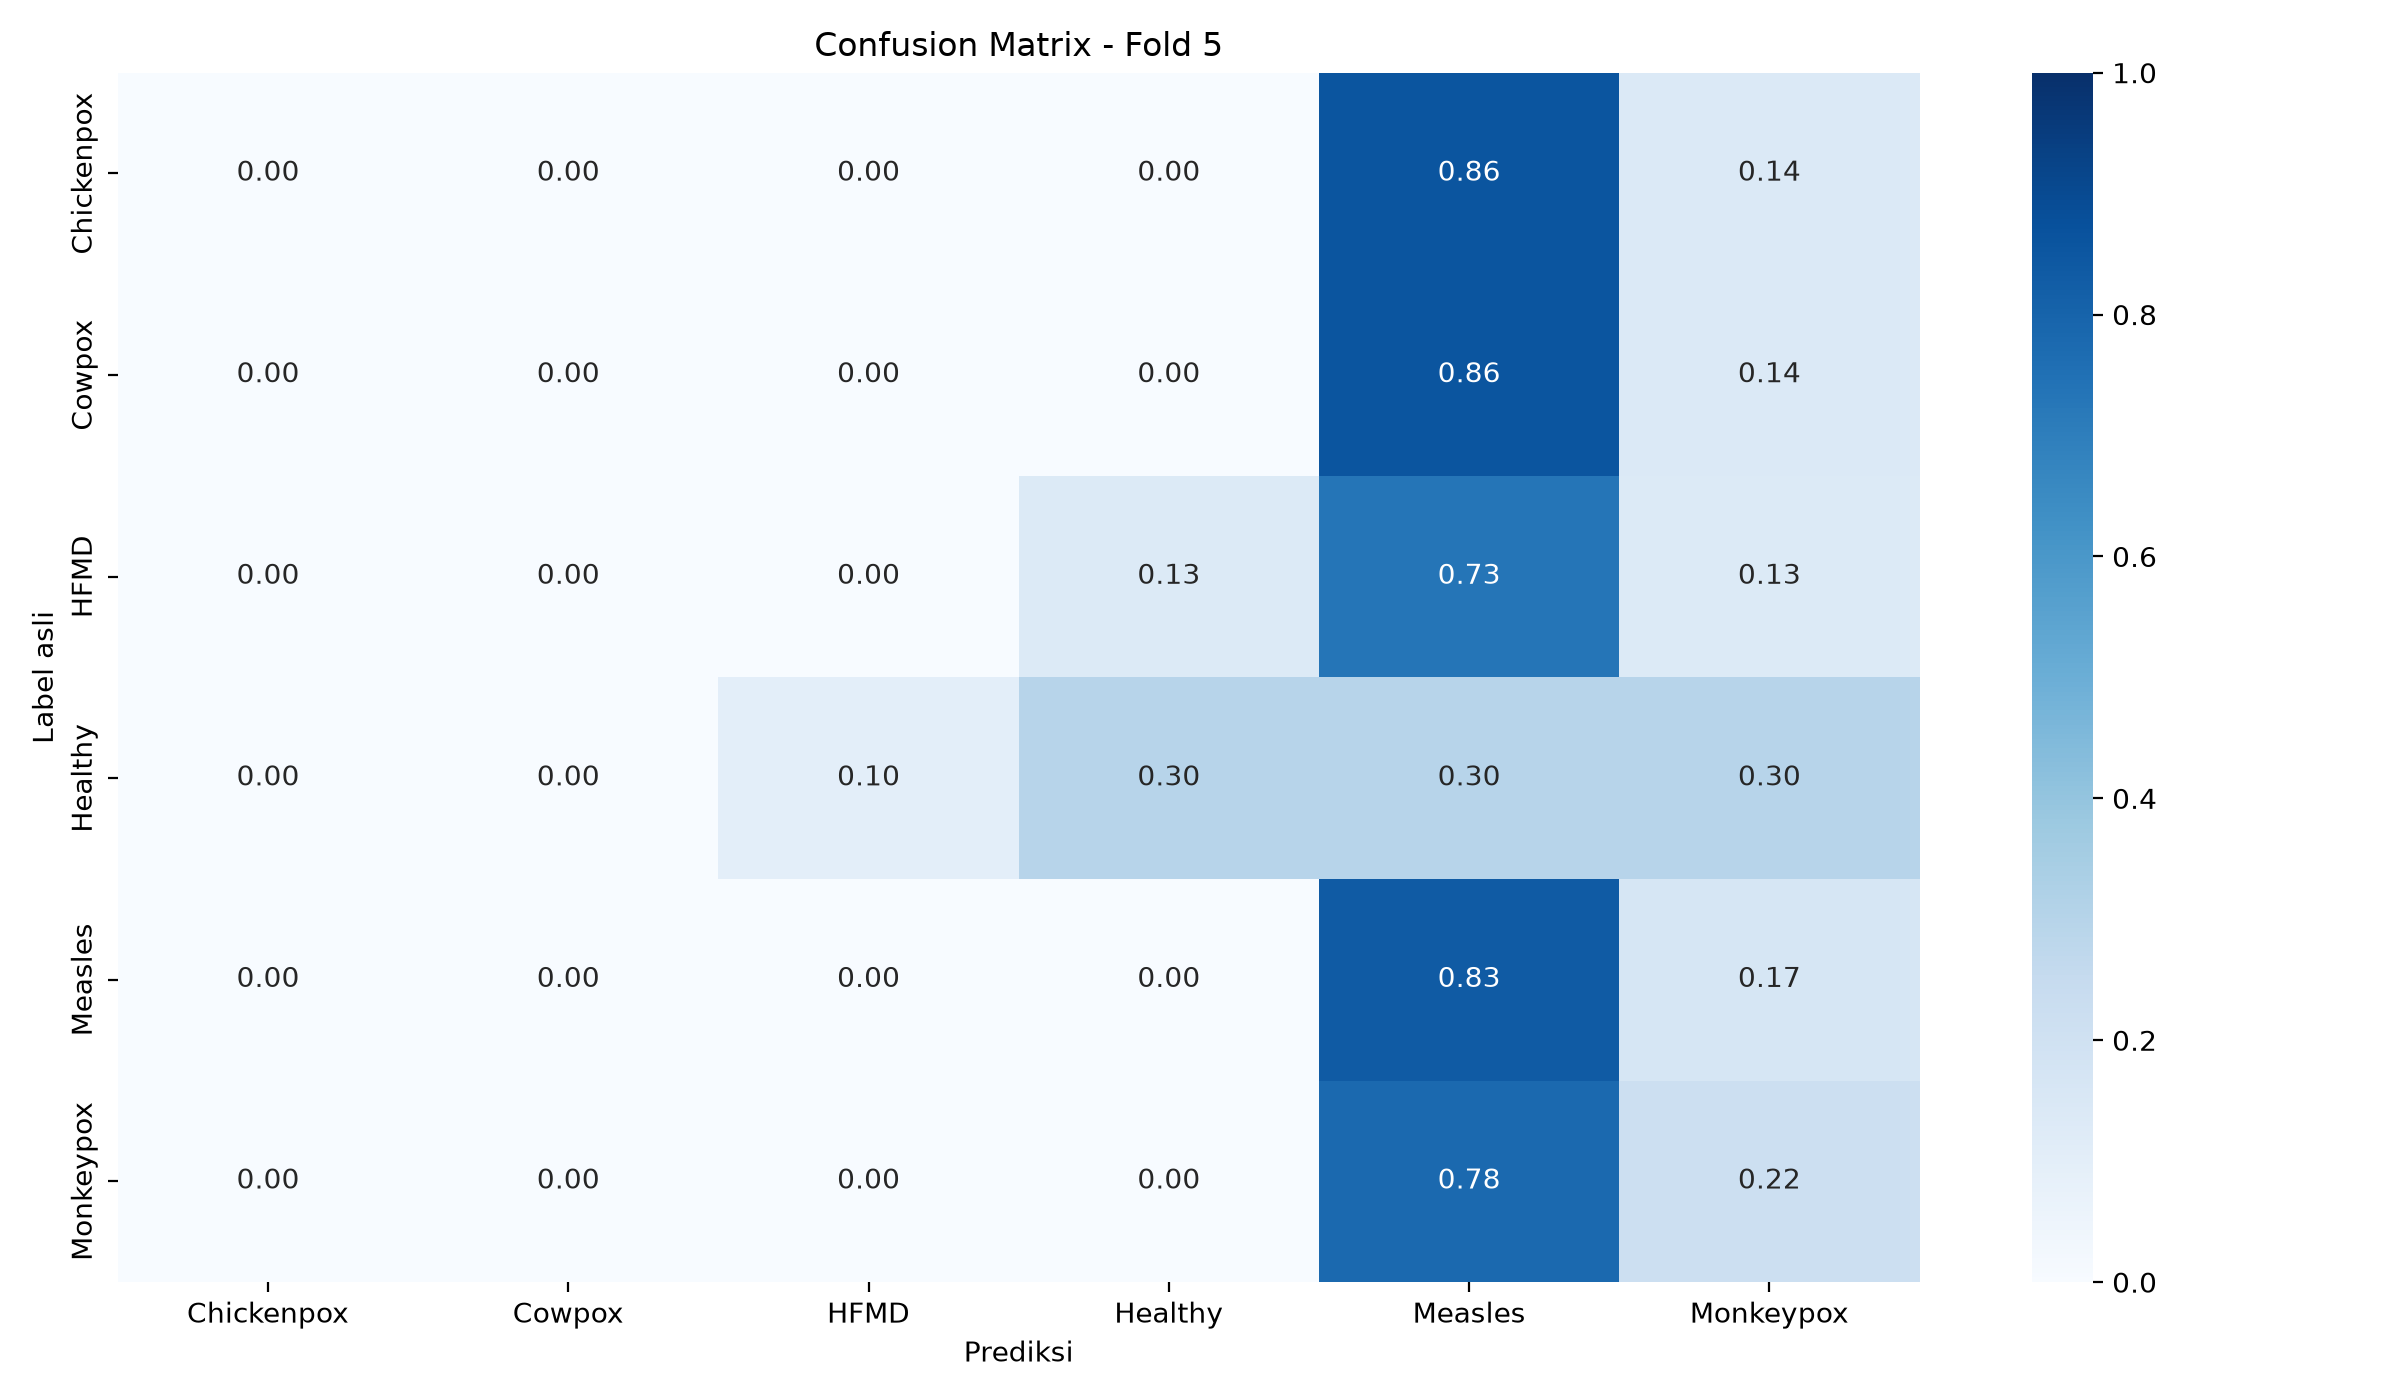 Confusion Matrix - Fold 5
Label asli
Chickenpox 0.00 0.00 0.00 0.00 0.86 0.14
Cowpox 0.00 0.00 0.00 0.00 0.86 0.14
HFMD 0.00 0.00 0.00 0.13 0.73 0.13
Healthy 0.00 0.00 0.10 0.30 0.30 0.30
Measles 0.00 0.00 0.00 0.00 0.83 0.17
Monkeypox 0.00 0.00 0.00 0.00 0.78 0.22
Chickenpox Cowpox HFMD Healthy Measles Monkeypox
Prediksi
1.0
0.8
0.6
0.4
0.2
0.0